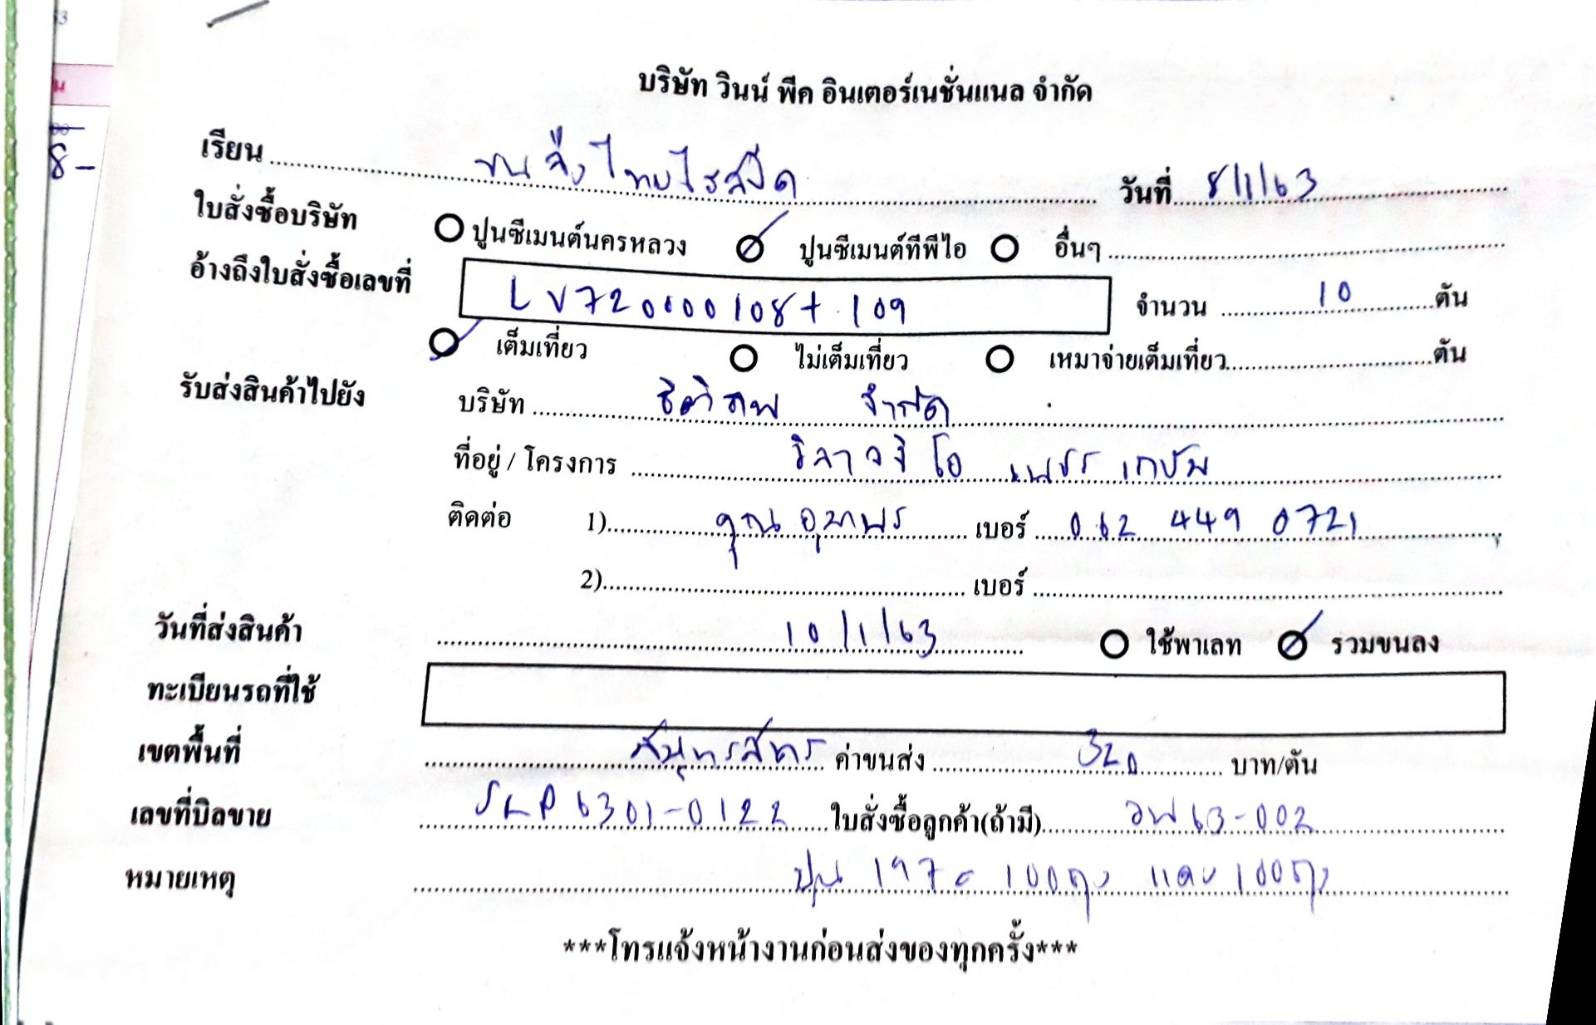 บริษัท วินน์ พีค อินเตอร์เนชั่นแนล จำกัด
เรียน ขนส่งไทยไรสงีด วันที่ 8/1/63
ใบสั่งซื้อบริษัท ปูนซีเมนต์นครหลวง ปูนซีเมนต์ทีพีไอ อื่นๆ
อ้างถึงใบสั่งซื้อเลขที่ LV720000108+109 จำนวน 10 ตัน
เต็มเที่ยว ไม่เต็มเที่ยว เหมาจ่ายเต็มเที่ยว ตัน
รับส่งสินค้าไปยัง บริษัท จำกัด
ที่อยู่ / โครงการ เพชรเกษม
ติดต่อ 1) คุณ อุมาพร เบอร์ 062 449 0721
2) เบอร์
วันที่ส่งสินค้า 10/1/63 ใช้พาเลท รวมขนลง
ทะเบียนรถที่ใช้
เขตพื้นที่ สมุทรสาคร ค่าขนส่ง 320 บาท/ตัน
เลขที่บิลขาย SLP6301-0122 ใบสั่งซื้อลูกค้า(ถ้ามี) วพ63-002
หมายเหตุ ปูน 197 = 100ถุง และ 100ถุง
***โทรแจ้งหน้างานก่อนส่งของทุกครั้ง***